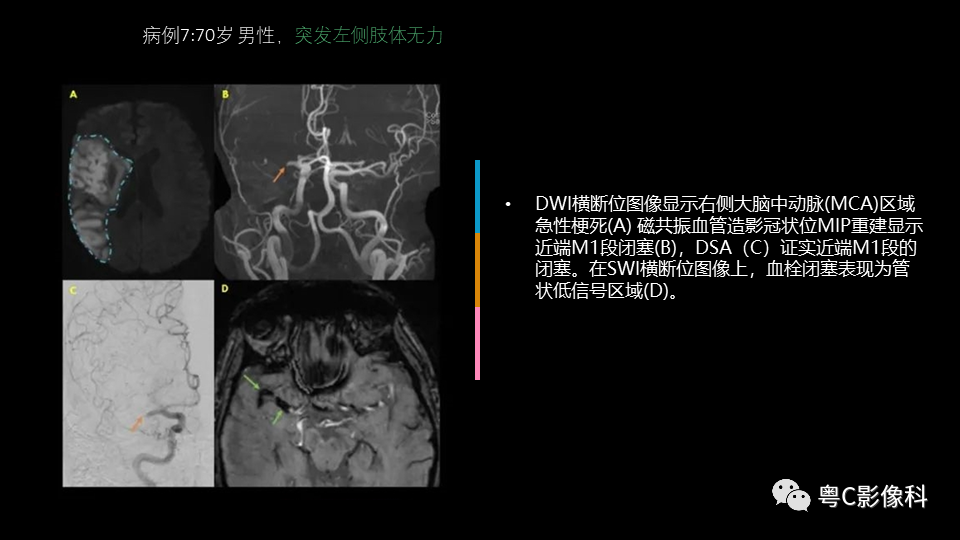 病例7:70岁 男性，突发左侧肢体无力
A
B
C
D
• DWI横断位图像显示右侧大脑中动脉(MCA)区域
急性梗死(A) 磁共振血管造影冠状位MIP重建显示
近端M1段闭塞(B)，DSA（C）证实近端M1段的
闭塞。在SWI横断位图像上，血栓闭塞表现为管
状低信号区域(D)。
粤C影像科